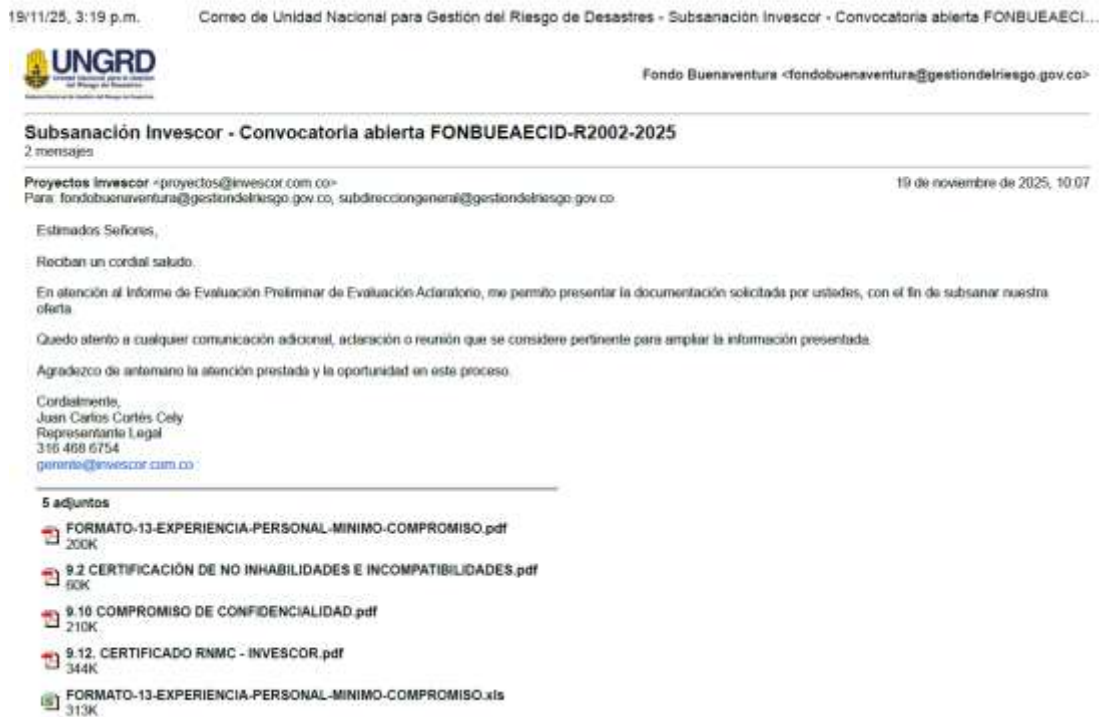 19/11/25, 3:19 p.m.
Correo de Unidad Nacional para Gestión del Riesgo de Desastres - Subsanación Invescor - Convocatoria abierta FONBUEAECI...
UNGRD
Fondo Buenaventura <fondobuenaventura@gestiondelriesgo.gov.co>
Subsanación Invescor - Convocatoria abierta FONBUEAECID-R2002-2025
2 mensajes
Proyectos Invescor <proyectos@invescor.com.co>
19 de noviembre de 2025, 10:07
Para: fondobuenaventura@gestiondelriesgo.gov.co, subdirecciongeneral@gestiondelriesgo.gov.co
Estimados Señores,
Reciban un cordial saludo.
En atención al Informe de Evaluación Preliminar de Evaluación Aclaratorio, me permito presentar la documentación solicitada por ustedes, con el fin de subsanar nuestra
oferta.
Quedo atento a cualquier comunicación adicional, aclaración o reunión que se considere pertinente para ampliar la información presentada.
Agradezco de antemano la atención prestada y la oportunidad en este proceso.
Cordialmente,
Juan Carlos Cortés Cely
Representante Legal
316 468 6754
gerente@invescor.com.co
5 adjuntos
FORMATO-13-EXPERIENCIA-PERSONAL-MINIMO-COMPROMISO.pdf
200K
9.2 CERTIFICACIÓN DE NO INHABILIDADES E INCOMPATIBILIDADES.pdf
60K
9.10 COMPROMISO DE CONFIDENCIALIDAD.pdf
210K
9.12. CERTIFICADO RNMC - INVESCOR.pdf
344K
FORMATO-13-EXPERIENCIA-PERSONAL-MINIMO-COMPROMISO.xls
313K